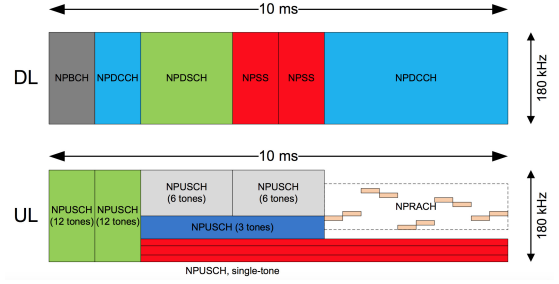 10 ms
DL
NPBCH
NPDCCH
NPDSCH
NPSS
NPSS
NPDCCH
180 kHz
10 ms
UL
NPUSCH
(12 tones)
NPUSCH
(12 tones)
NPUSCH
(6 tones)
NPUSCH
(6 tones)
NPUSCH (3 tones)
NPRACH
180 kHz
NPUSCH, single-tone